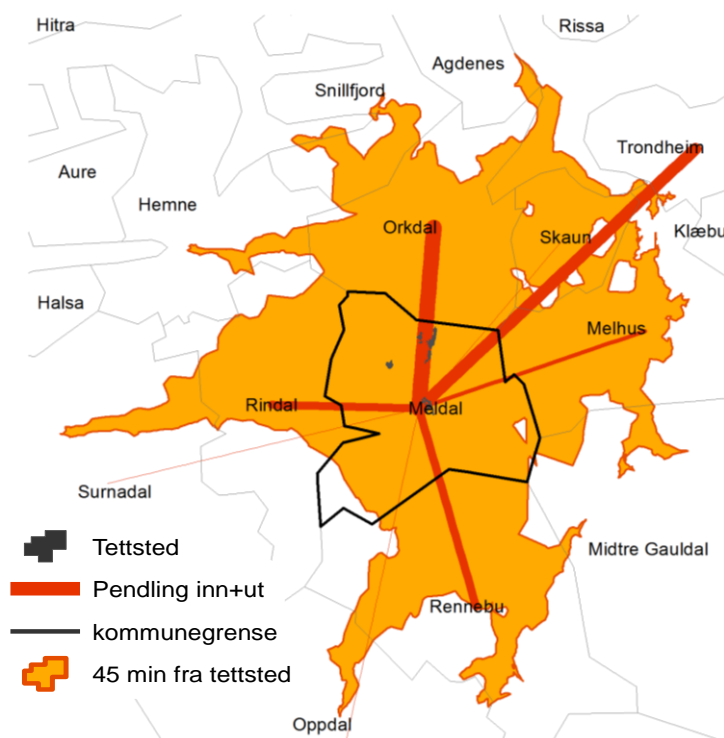 Hitra
Rissa
Agdenes
Snillfjord
Trondheim
Aure
Hemne
Orkdal
Skaun
Klæbu
Halsa
Melhus
Rindal
Meldal
Surnadal
Tettsted
Midtre Gauldal
Pendling inn+ut
Rennebu
kommunegrense
45 min fra tettsted
Oppdal